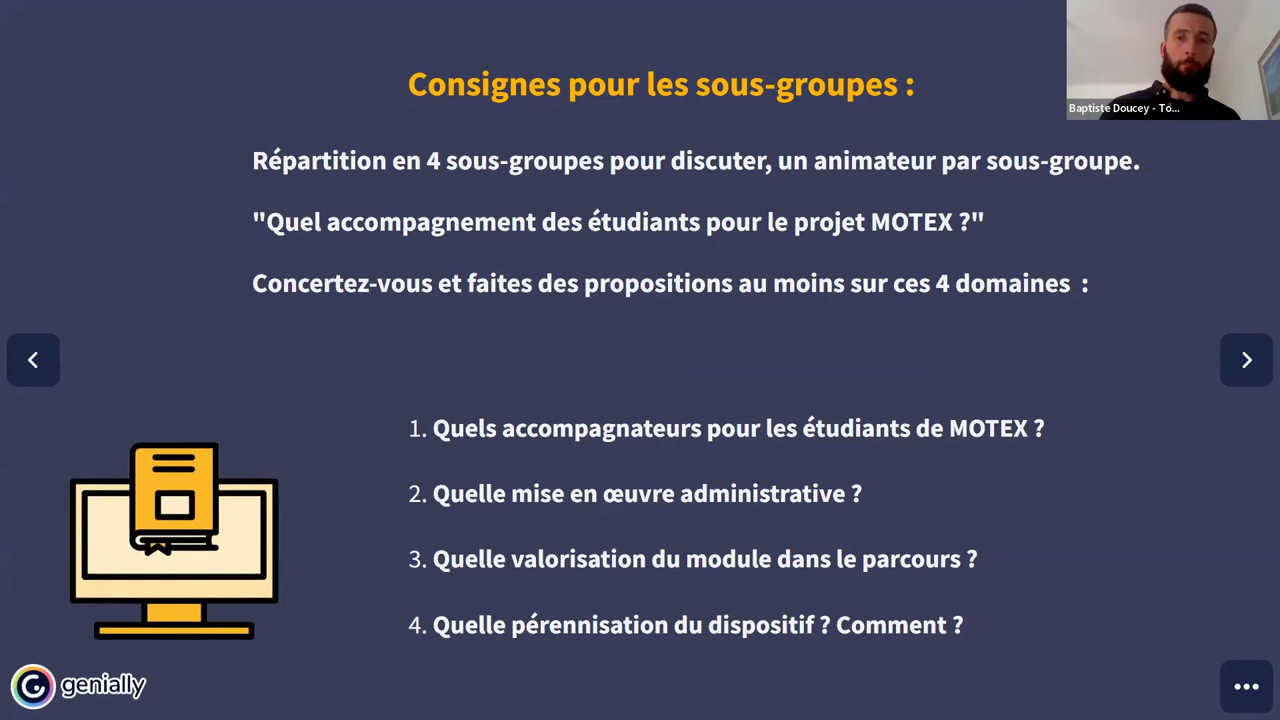 Consignes pour les sous-groupes :
Baptiste Doucey - To...
Répartition en 4 sous-groupes pour discuter, un animateur par sous-groupe.
"Quel accompagnement des étudiants pour le projet MOTEX ?"
Concertez-vous et faites des propositions au moins sur ces 4 domaines :
1. Quels accompagnateurs pour les étudiants de MOTEX ?
2. Quelle mise en œuvre administrative ?
3. Quelle valorisation du module dans le parcours ?
4. Quelle pérennisation du dispositif ? Comment ?
genially